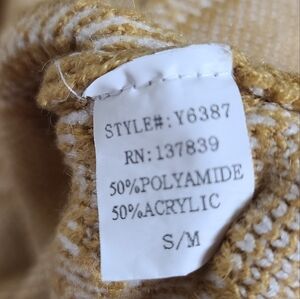 STYLE#:Y6387
RN:137839
50%POLYAMIDE
50%ACRYLIC
S/M